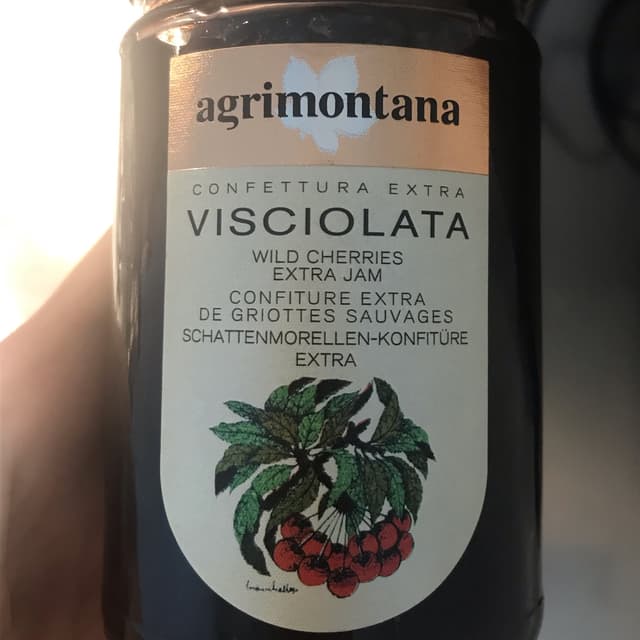 agrimontana
CONFETTURA EXTRA
VISCIOLATA
WILD CHERRIES
EXTRA JAM
CONFITURE EXTRA
DE GRIOTTES SAUVAGES
SCHATTENMORELLEN-KONFITÜRE
EXTRA